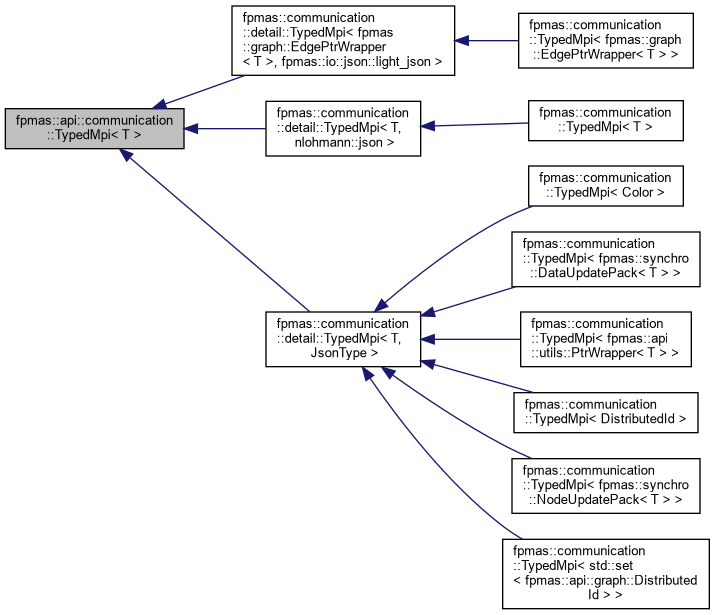 fpmas::communication
::detail::TypedMpi< fpmas
::graph::EdgePtrWrapper
< T >, fpmas::io::json::light_json >
fpmas::communication
::TypedMpi< fpmas::graph
::EdgePtrWrapper< T > >
fpmas::api::communication
::TypedMpi< T >
fpmas::communication
::detail::TypedMpi< T,
nlohmann::json >
fpmas::communication
::TypedMpi< T >
fpmas::communication
::TypedMpi< Color >
fpmas::communication
::TypedMpi< fpmas::synchro
::DataUpdatePack< T > >
fpmas::communication
::detail::TypedMpi< T,
JsonType >
fpmas::communication
::TypedMpi< fpmas::api
::utils::PtrWrapper< T > >
fpmas::communication
::TypedMpi< DistributedId >
fpmas::communication
::TypedMpi< fpmas::synchro
::NodeUpdatePack< T > >
fpmas::communication
::TypedMpi< std::set
< fpmas::api::graph::Distributed
Id > >